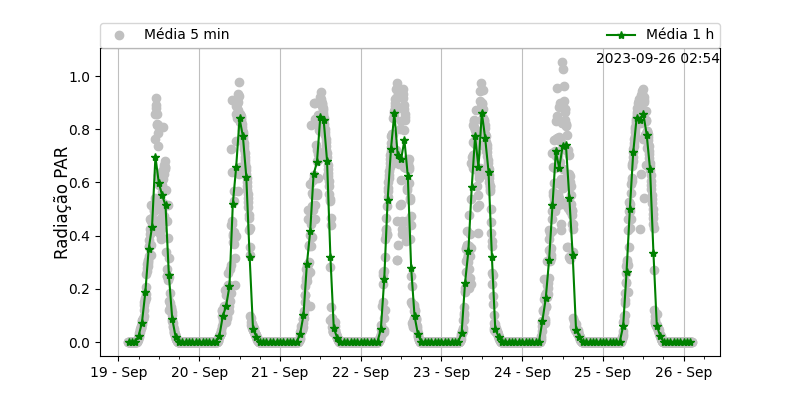 Média 5 min
Média 1 h
2023-09-26 02:54
Radiação PAR
1.0
0.8
0.6
0.4
0.2
0.0
19 - Sep 20 - Sep 21 - Sep 22 - Sep 23 - Sep 24 - Sep 25 - Sep 26 - Sep